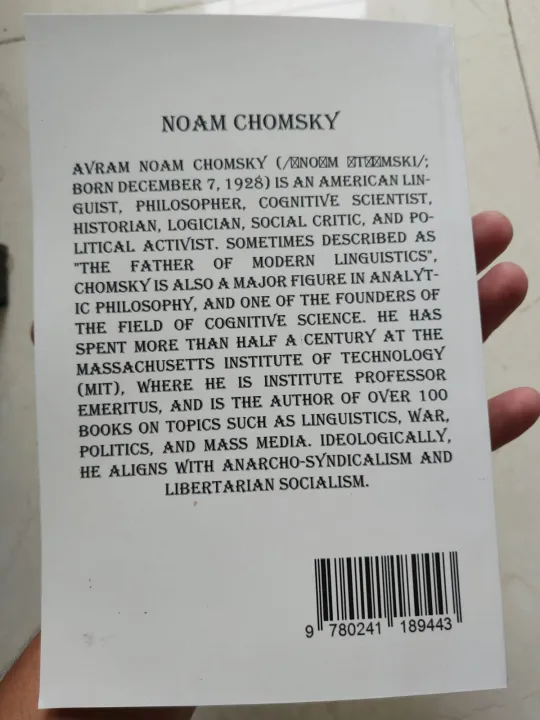 NOAM CHOMSKY
AVRAM NOAM CHOMSKY (/☒NO☒M ☒T☒☒MSKI/;
BORN DECEMBER 7, 1928) IS AN AMERICAN LIN-
GUIST, PHILOSOPHER, COGNITIVE SCIENTIST,
HISTORIAN, LOGICIAN, SOCIAL CRITIC, AND PO-
LITICAL ACTIVIST. SOMETIMES DESCRIBED AS
"THE FATHER OF MODERN LINGUISTICS",
CHOMSKY IS ALSO A MAJOR FIGURE IN ANALYT-
IC PHILOSOPHY, AND ONE OF THE FOUNDERS OF
THE FIELD OF COGNITIVE SCIENCE. HE HAS
SPENT MORE THAN HALF A CENTURY AT THE
MASSACHUSETTS INSTITUTE OF TECHNOLOGY
(MIT), WHERE HE IS INSTITUTE PROFESSOR
EMERITUS, AND IS THE AUTHOR OF OVER 100
BOOKS ON TOPICS SUCH AS LINGUISTICS, WAR,
POLITICS, AND MASS MEDIA. IDEOLOGICALLY,
HE ALIGNS WITH ANARCHO-SYNDICALISM AND
LIBERTARIAN SOCIALISM.
9 780241 189443